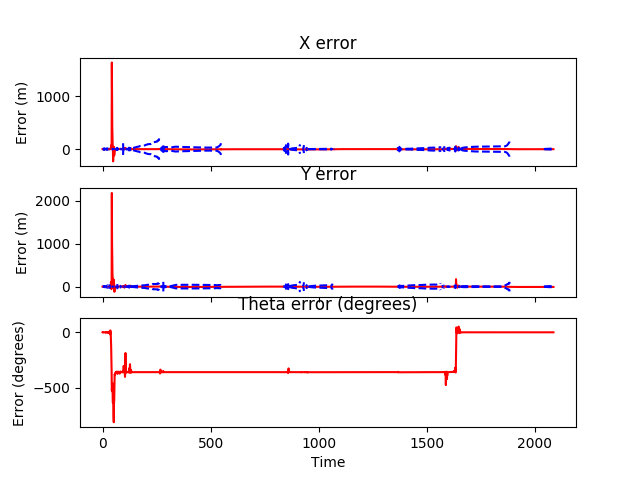 X error
Error (m)
1000
0
Y error
Error (m)
2000
1000
0
Theta error (degrees)
Error (degrees)
0
−500
0
500
1000
1500
2000
Time